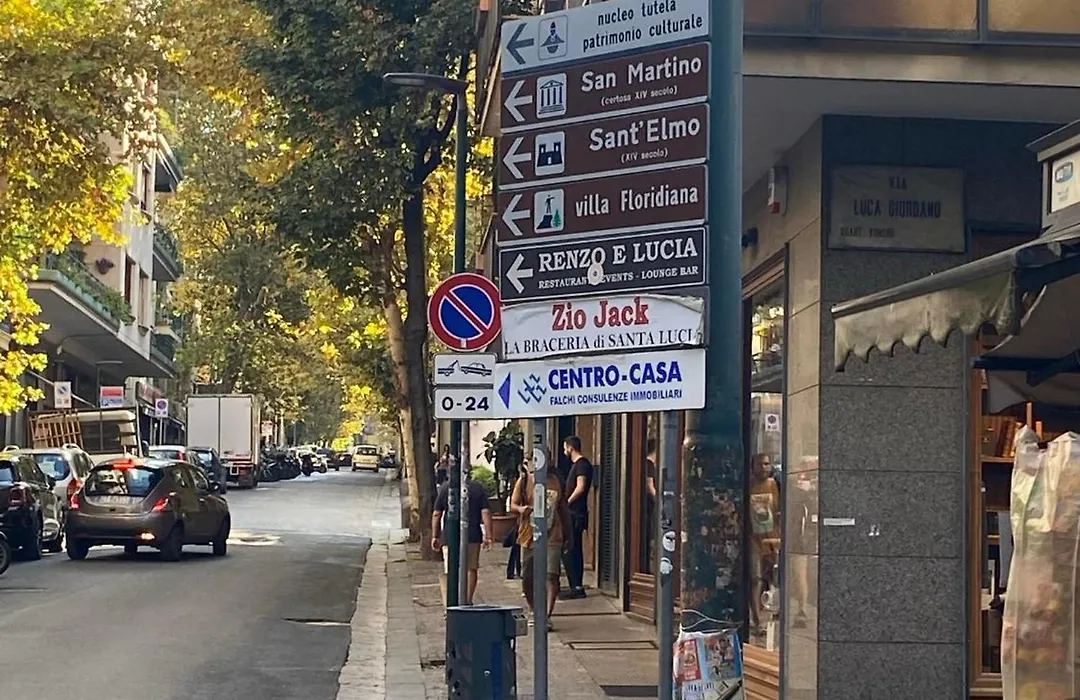 nucleo tutela
patrimonio culturale
San Martino
(certosa XIV secolo)
Sant'Elmo
(XIV secolo)
villa Floridiana
RENZO E LUCIA
RESTAURANT EVENTS - LOUNGE BAR
Zio Jack
LA BRACERIA di SANTA LUCIA
0-24
CENTRO-CASA
FALCHI CONSULENZE IMMOBILIARI
VIA
LUCA GIORDANO